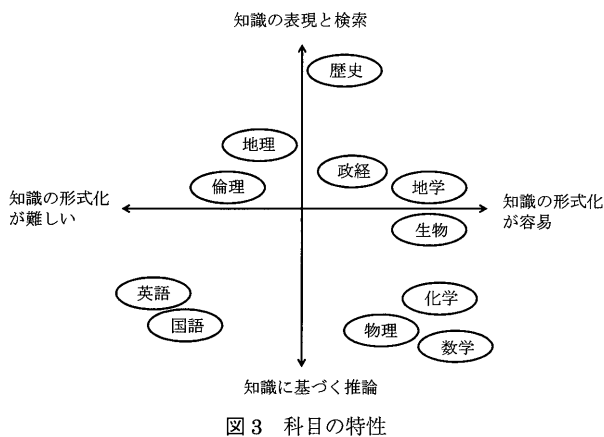 知識の表現と検索
歴史
地理
政経
倫理
地学
知識の形式化
が難しい
知識の形式化
が容易
生物
英語
化学
国語
物理
数学
知識に基づく推論
図3　科目の特性